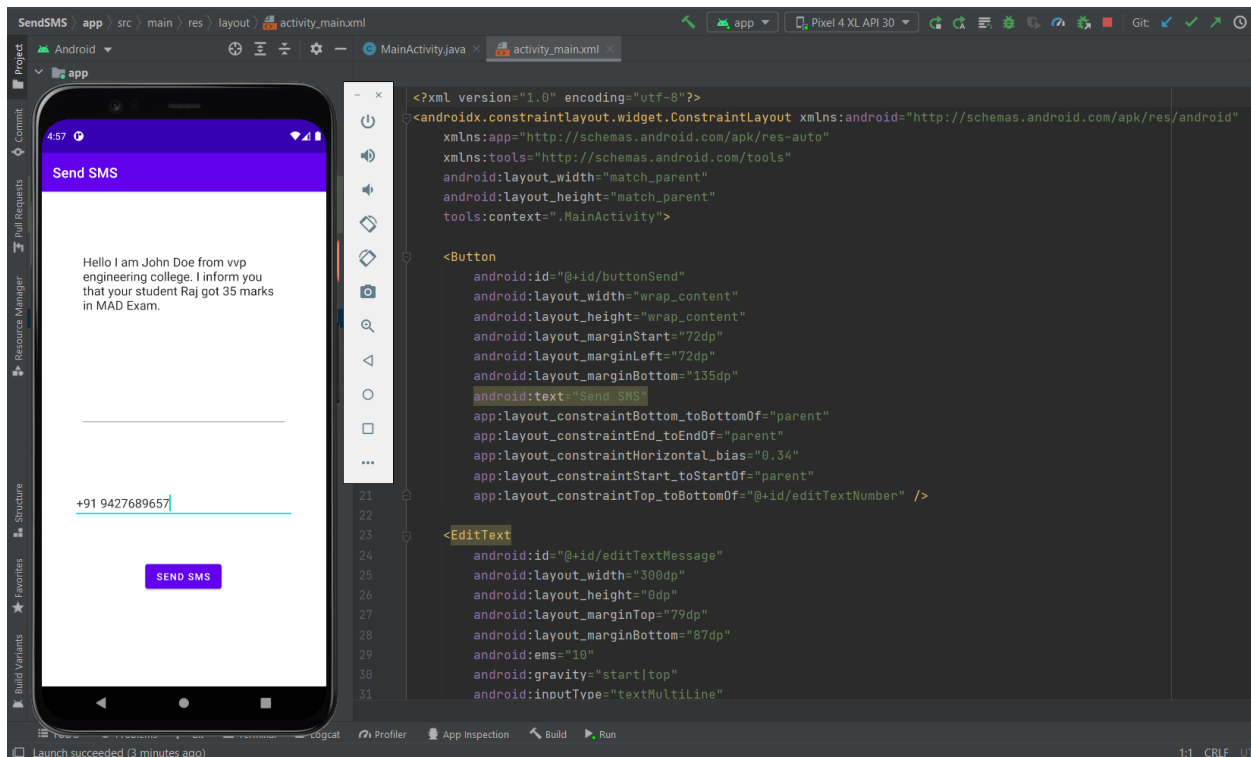 SendSMS app src main res layout activity_main.xml
app Pixel 4 XL API 30 Git:
Android MainActivity.java activity_main.xml
app
Project
Commit
Pull Requests
Resource Manager
Structure
Favorites
Build Variants
4:57
Send SMS
Hello I am John Doe from vvp
engineering college. I inform you
that your student Raj got 35 marks
in MAD Exam.
+91 9427689657
SEND SMS
<?xml version="1.0" encoding="utf-8"?>
<androidx.constraintlayout.widget.ConstraintLayout xmlns:android="http://schemas.android.com/apk/res/android"
xmlns:app="http://schemas.android.com/apk/res-auto"
xmlns:tools="http://schemas.android.com/tools"
android:layout_width="match_parent"
android:layout_height="match_parent"
tools:context=".MainActivity">
<Button
android:id="@+id/buttonSend"
android:layout_width="wrap_content"
android:layout_height="wrap_content"
android:layout_marginStart="72dp"
android:layout_marginLeft="72dp"
android:layout_marginBottom="135dp"
android:text="Send SMS"
app:layout_constraintBottom_toBottomOf="parent"
app:layout_constraintEnd_toEndOf="parent"
app:layout_constraintHorizontal_bias="0.34"
app:layout_constraintStart_toStartOf="parent"
21 app:layout_constraintTop_toBottomOf="@+id/editTextNumber" />
22
23 <EditText
24 android:id="@+id/editTextMessage"
25 android:layout_width="300dp"
26 android:layout_height="0dp"
27 android:layout_marginTop="79dp"
28 android:layout_marginBottom="87dp"
29 android:ems="10"
30 android:gravity="start|top"
31 android:inputType="textMultiLine"
Logcat Profiler App Inspection Build Run
Launch succeeded (3 minutes ago) 1:1 CRLF